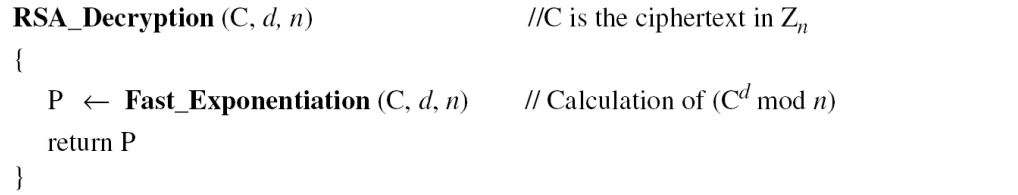 RSA_Decryption (C, d, n) //C is the ciphertext in Zn
{
P ← Fast_Exponentiation (C, d, n) // Calculation of (C^d mod n)
return P
}